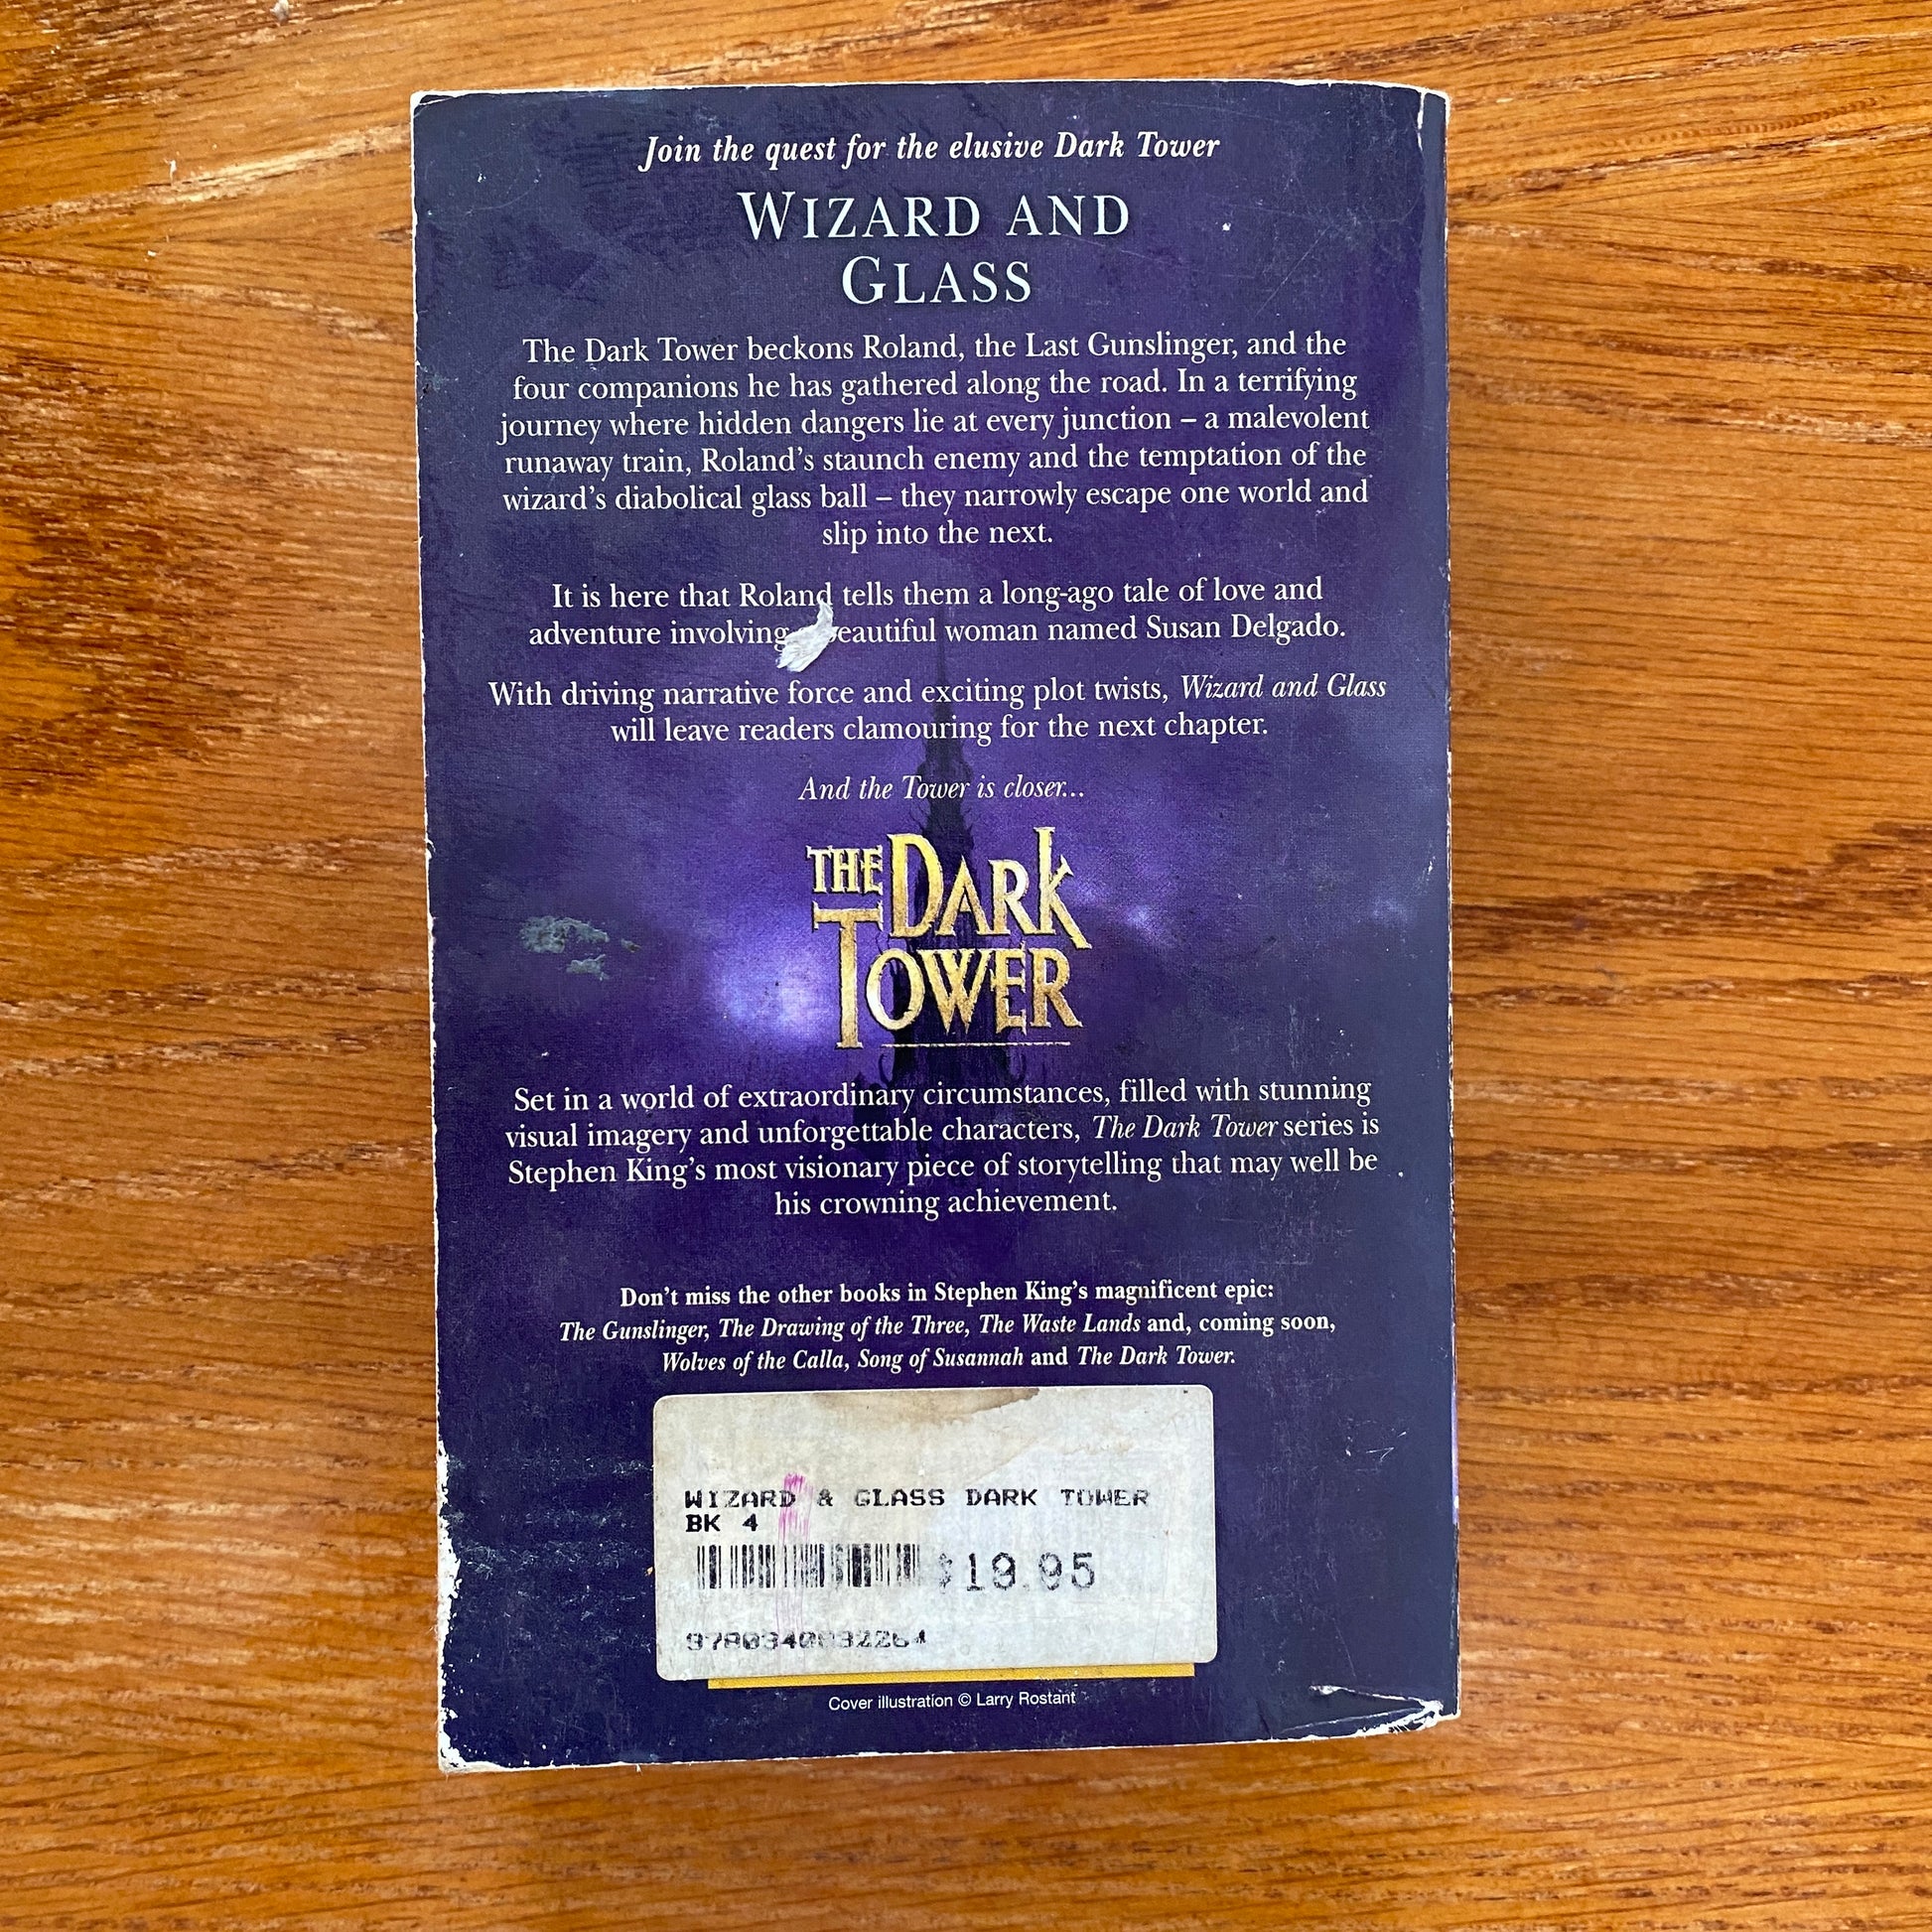 Join the quest for the elusive Dark Tower
WIZARD AND
GLASS
The Dark Tower beckons Roland, the Last Gunslinger, and the
four companions he has gathered along the road. In a terrifying
journey where hidden dangers lie at every junction – a malevolent
runaway train, Roland's staunch enemy and the temptation of the
wizard's diabolical glass ball – they narrowly escape one world and
slip into the next.
It is here that Roland tells them a long-ago tale of love and
adventure involving eautiful woman named Susan Delgado.
With driving narrative force and exciting plot twists, Wizard and Glass
will leave readers clamouring for the next chapter.
And the Tower is closer...
THE DARK
TOWER
Set in a world of extraordinary circumstances, filled with stunning
visual imagery and unforgettable characters, The Dark Tower series is
Stephen King's most visionary piece of storytelling that may well be
his crowning achievement.
Don't miss the other books in Stephen King's magnificent epic:
The Gunslinger, The Drawing of the Three, The Waste Lands and, coming soon,
Wolves of the Calla, Song of Susannah and The Dark Tower.
WIZARD & GLASS DARK TOWER
BK 4
$19.95
Cover illustration © Larry Rostant